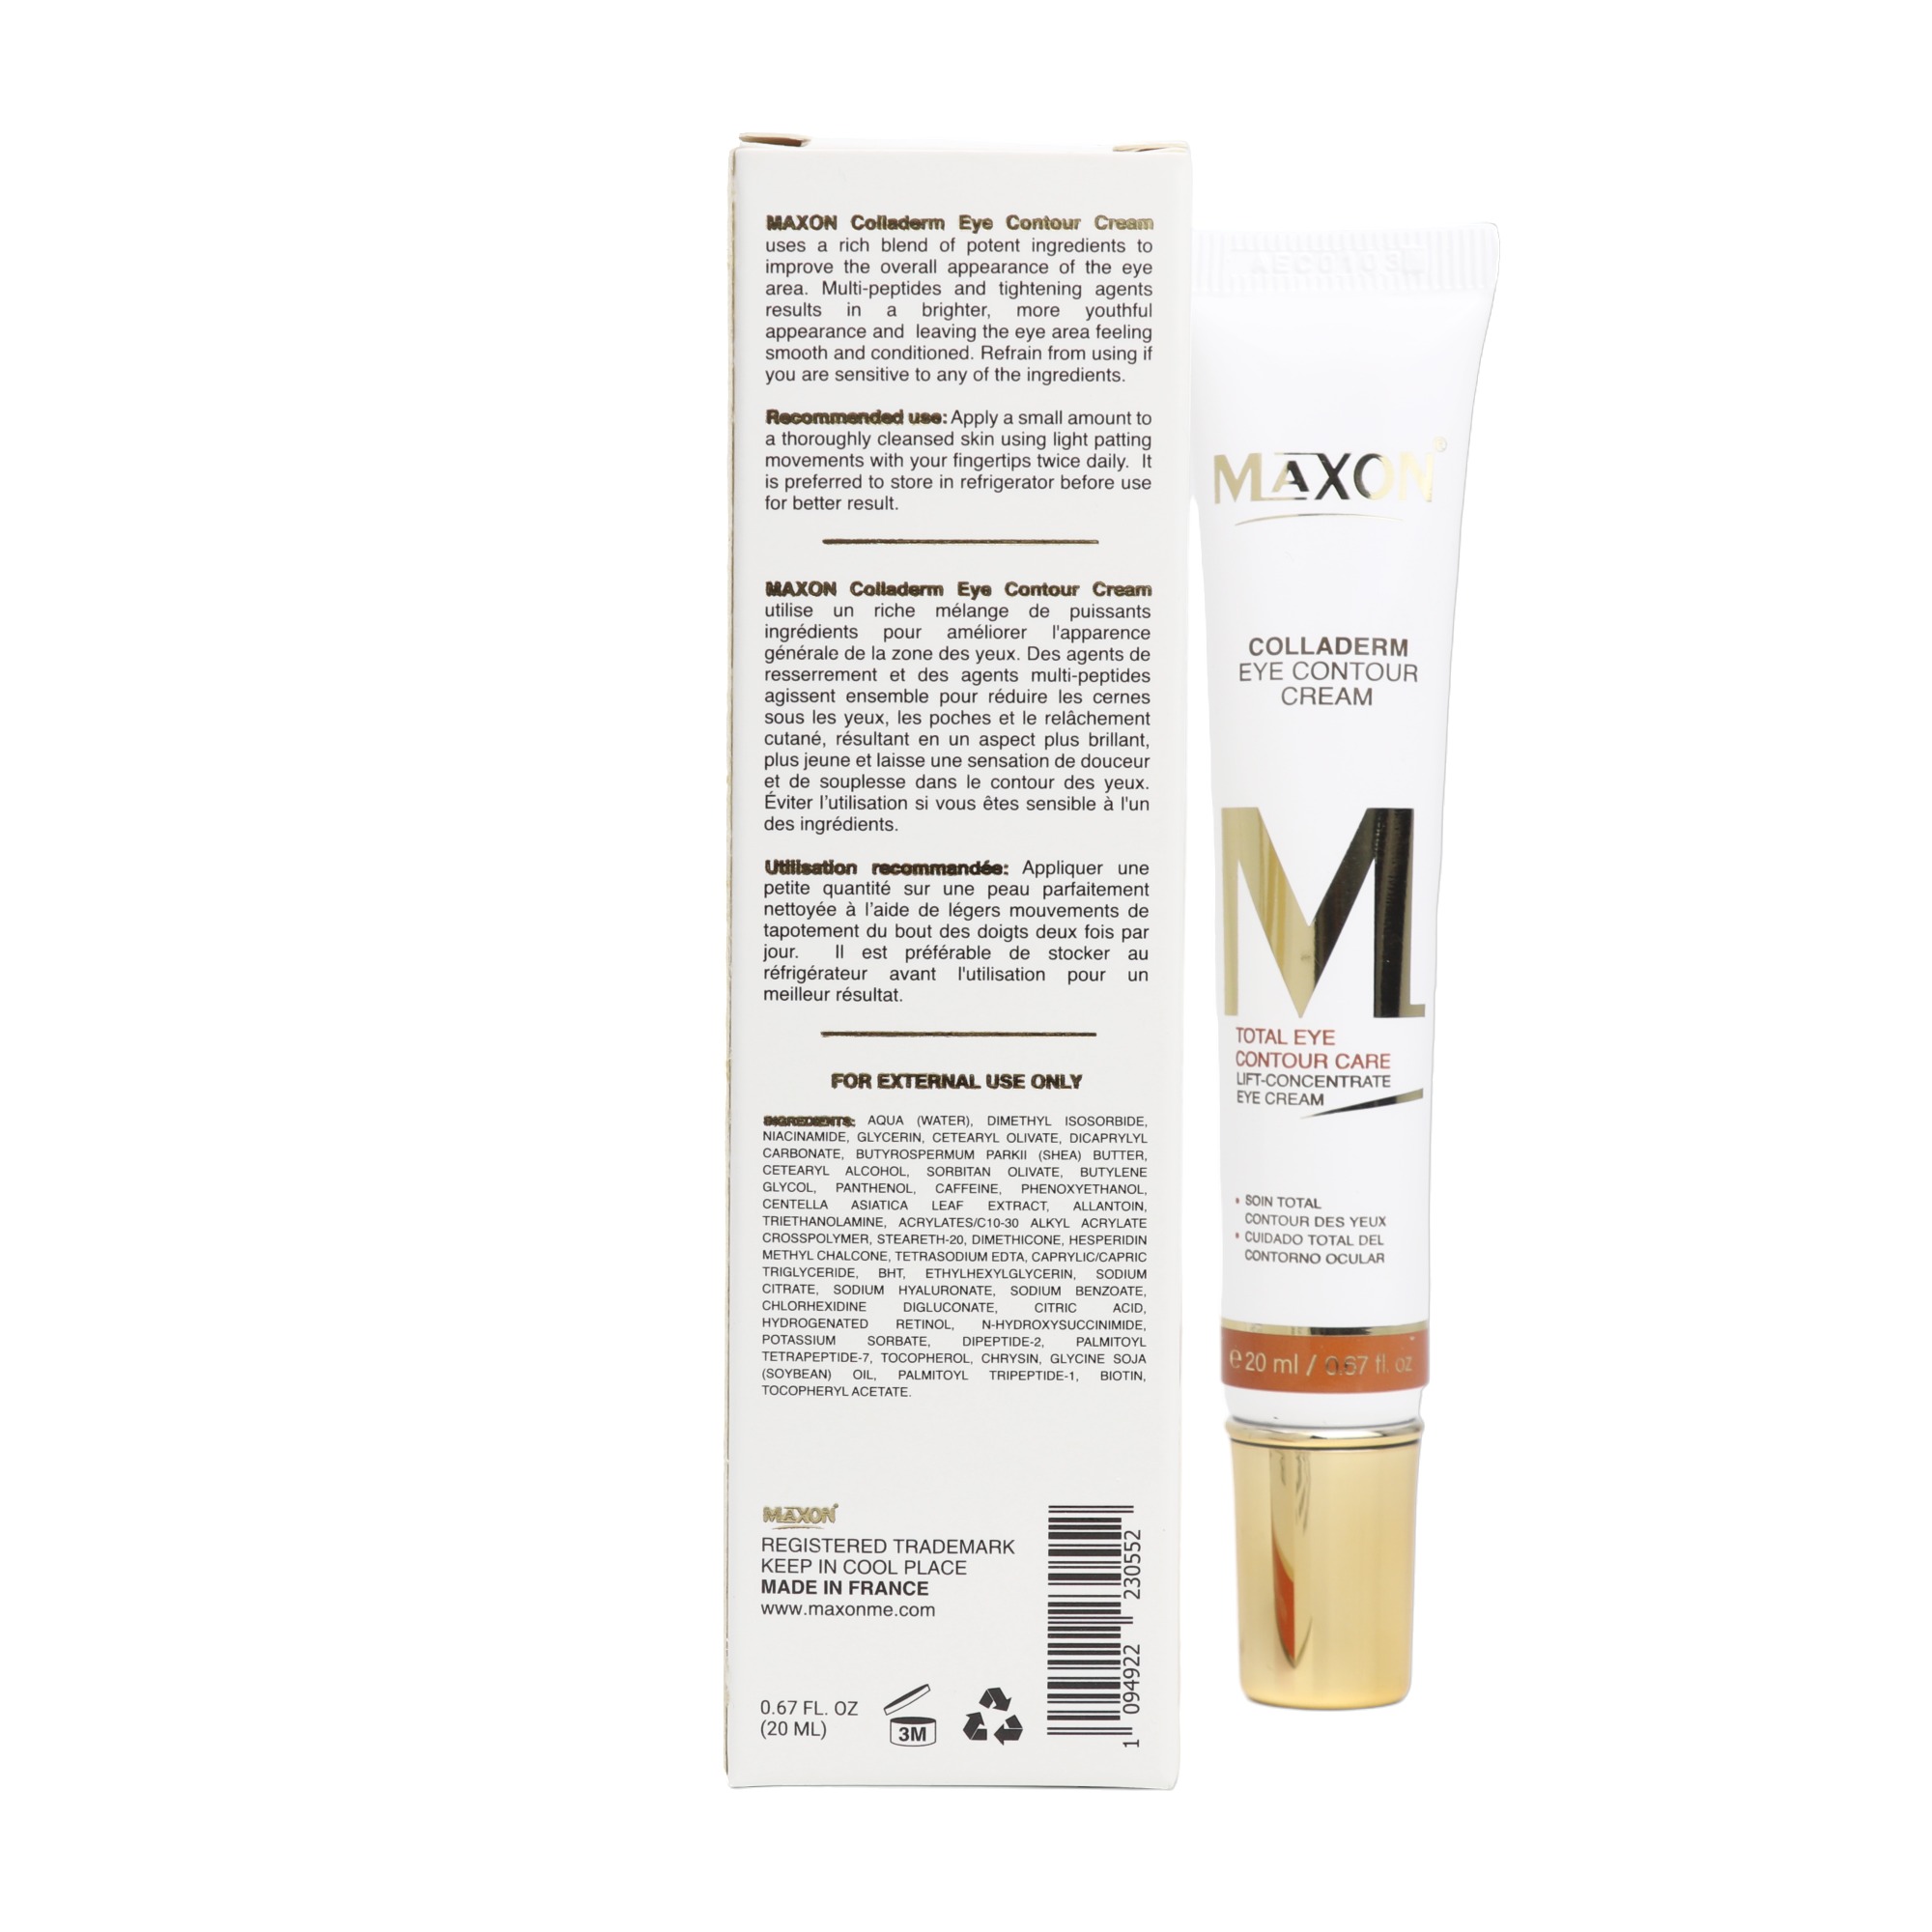 MAXON Colladerm Eye Contour Cream
uses a rich blend of potent ingredients to
improve the overall appearance of the eye
area. Multi-peptides and tightening agents
results in a brighter, more youthful
appearance and leaving the eye area feeling
smooth and conditioned. Refrain from using if
you are sensitive to any of the ingredients.
Recommended use: Apply a small amount to
a thoroughly cleansed skin using light patting
movements with your fingertips twice daily. It
is preferred to store in refrigerator before use
for better result.
MAXON Colladerm Eye Contour Cream
utilise un riche mélange de puissants
ingrédients pour améliorer l'apparence
générale de la zone des yeux. Des agents de
resserrement et des agents multi-peptides
agissent ensemble pour réduire les cernes
sous les yeux, les poches et le relâchement
cutané, résultant en un aspect plus brillant,
plus jeune et laisse une sensation de douceur
et de souplesse dans le contour des yeux.
Éviter l'utilisation si vous êtes sensible à l'un
des ingrédients.
Utilisation recommandée: Appliquer une
petite quantité sur une peau parfaitement
nettoyée à l'aide de légers mouvements de
tapotement du bout des doigts deux fois par
jour. Il est préférable de stocker au
réfrigérateur avant l'utilisation pour un
meilleur résultat.
FOR EXTERNAL USE ONLY
INGREDIENTS: AQUA (WATER), DIMETHYL ISOSORBIDE,
NIACINAMIDE, GLYCERIN, CETEARYL OLIVATE, DICAPRYLYL
CARBONATE, BUTYROSPERMUM PARKII (SHEA) BUTTER,
CETEARYL ALCOHOL, SORBITAN OLIVATE, BUTYLENE
GLYCOL, PANTHENOL, CAFFEINE, PHENOXYETHANOL,
CENTELLA ASIATICA LEAF EXTRACT, ALLANTOIN,
TRIETHANOLAMINE, ACRYLATES/C10-30 ALKYL ACRYLATE
CROSSPOLYMER, STEARETH-20, DIMETHICONE, HESPERIDIN
METHYL CHALCONE, TETRASODIUM EDTA, CAPRYLIC/CAPRIC
TRIGLYCERIDE, BHT, ETHYLHEXYLGLYCERIN, SODIUM
CITRATE, SODIUM HYALURONATE, SODIUM BENZOATE,
CHLORHEXIDINE DIGLUCONATE, CITRIC ACID,
HYDROGENATED RETINOL, N-HYDROXYSUCCINIMIDE,
POTASSIUM SORBATE, DIPEPTIDE-2, PALMITOYL
TETRAPEPTIDE-7, TOCOPHEROL, CHRYSIN, GLYCINE SOJA
(SOYBEAN) OIL, PALMITOYL TRIPEPTIDE-1, BIOTIN,
TOCOPHERYL ACETATE.
MAXON®
REGISTERED TRADEMARK
KEEP IN COOL PLACE
MADE IN FRANCE
www.maxonme.com
0.67 FL. OZ
(20 ML)
3M
1 094922 230552
AEC0103
MAXON®
COLLADERM
EYE CONTOUR
CREAM
M
TOTAL EYE
CONTOUR CARE
LIFT-CONCENTRATE
EYE CREAM
• SOIN TOTAL
CONTOUR DES YEUX
• CUIDADO TOTAL DEL
CONTORNO OCULAR
℮ 20 ml / 0.67 fl. oz